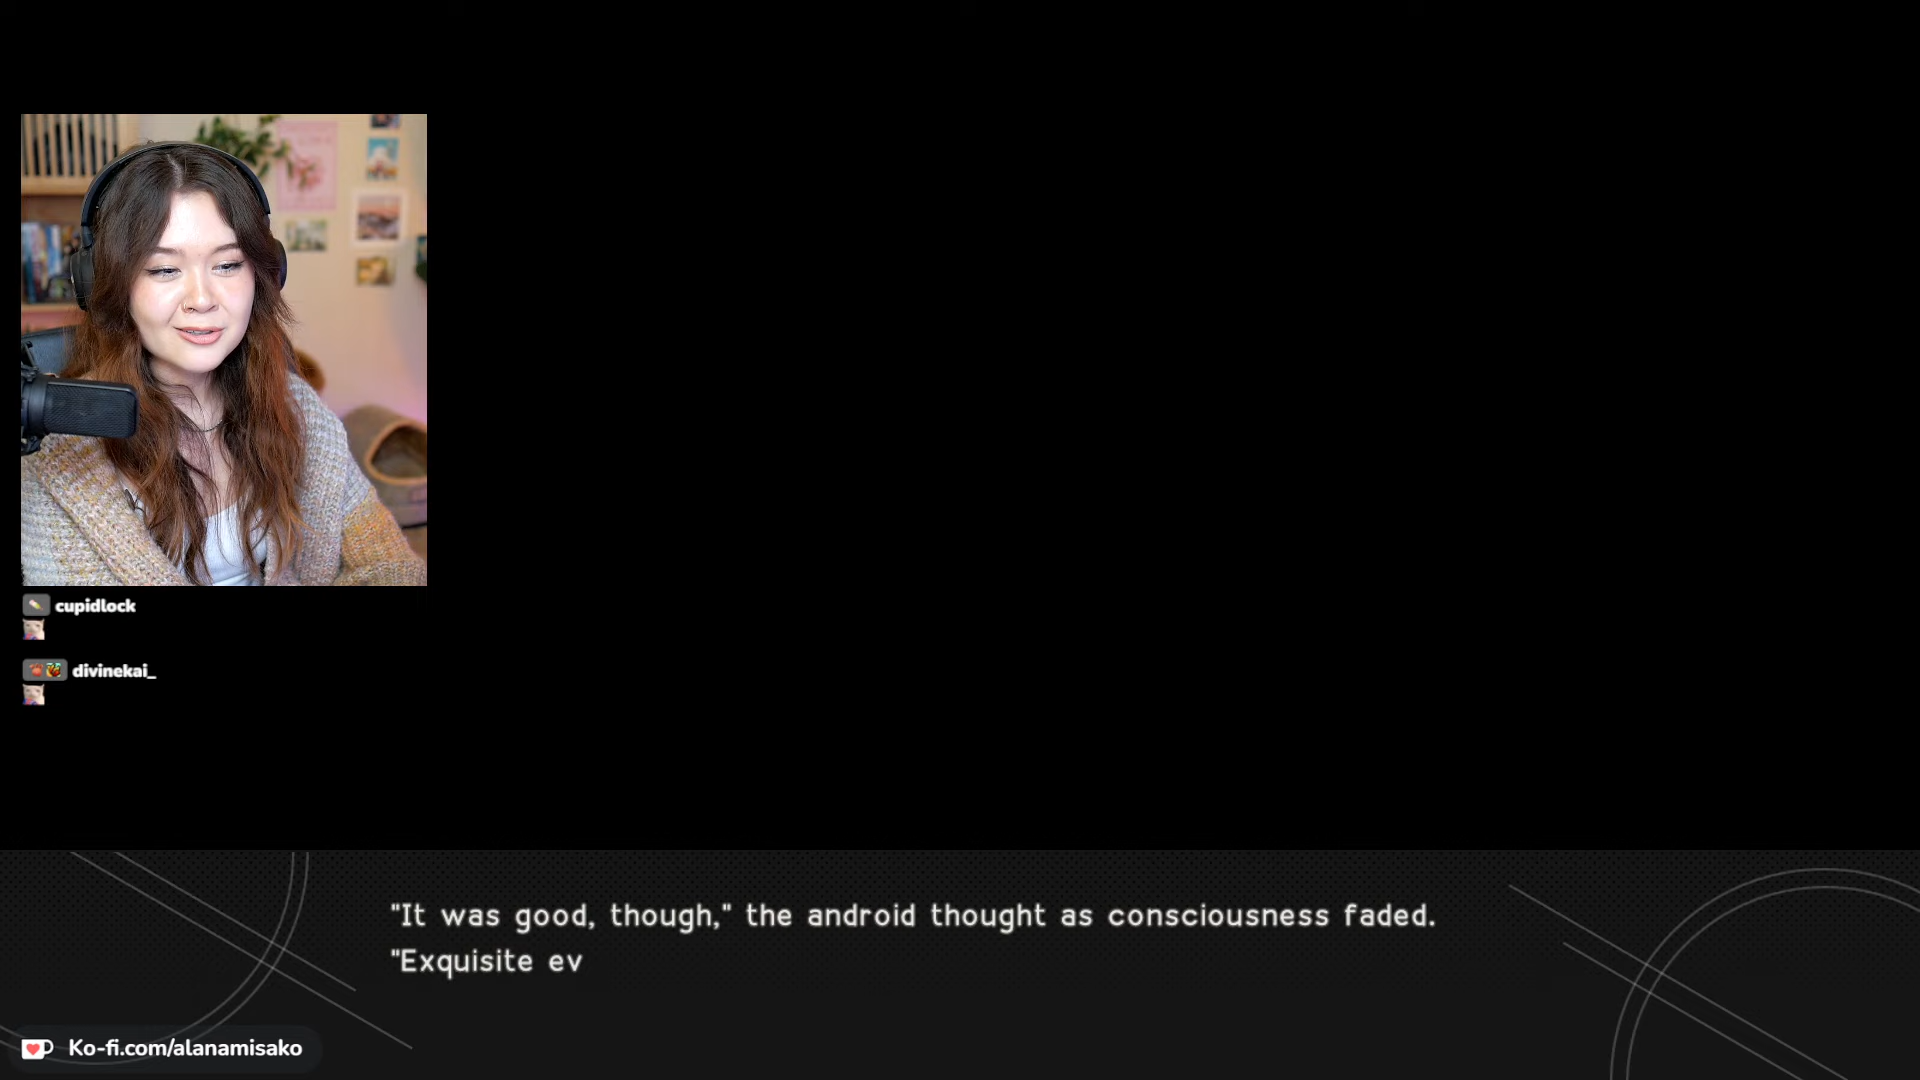 cupidlock
divinekai_
"It was good, though," the android thought as consciousness faded.
"Exquisite ev
Ko-fi.com/alanamisako